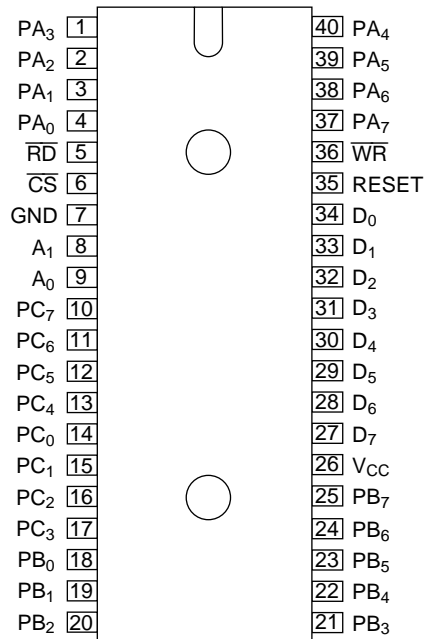 PA₃ 1 40 PA₄
PA₂ 2 39 PA₅
PA₁ 3 38 PA₆
PA₀ 4 37 PA₇
R̅D̅ 5 36 W̅R̅
C̅S̅ 6 35 RESET
GND 7 34 D₀
A₁ 8 33 D₁
A₀ 9 32 D₂
PC₇ 10 31 D₃
PC₆ 11 30 D₄
PC₅ 12 29 D₅
PC₄ 13 28 D₆
PC₀ 14 27 D₇
PC₁ 15 26 V_CC
PC₂ 16 25 PB₇
PC₃ 17 24 PB₆
PB₀ 18 23 PB₅
PB₁ 19 22 PB₄
PB₂ 20 21 PB₃